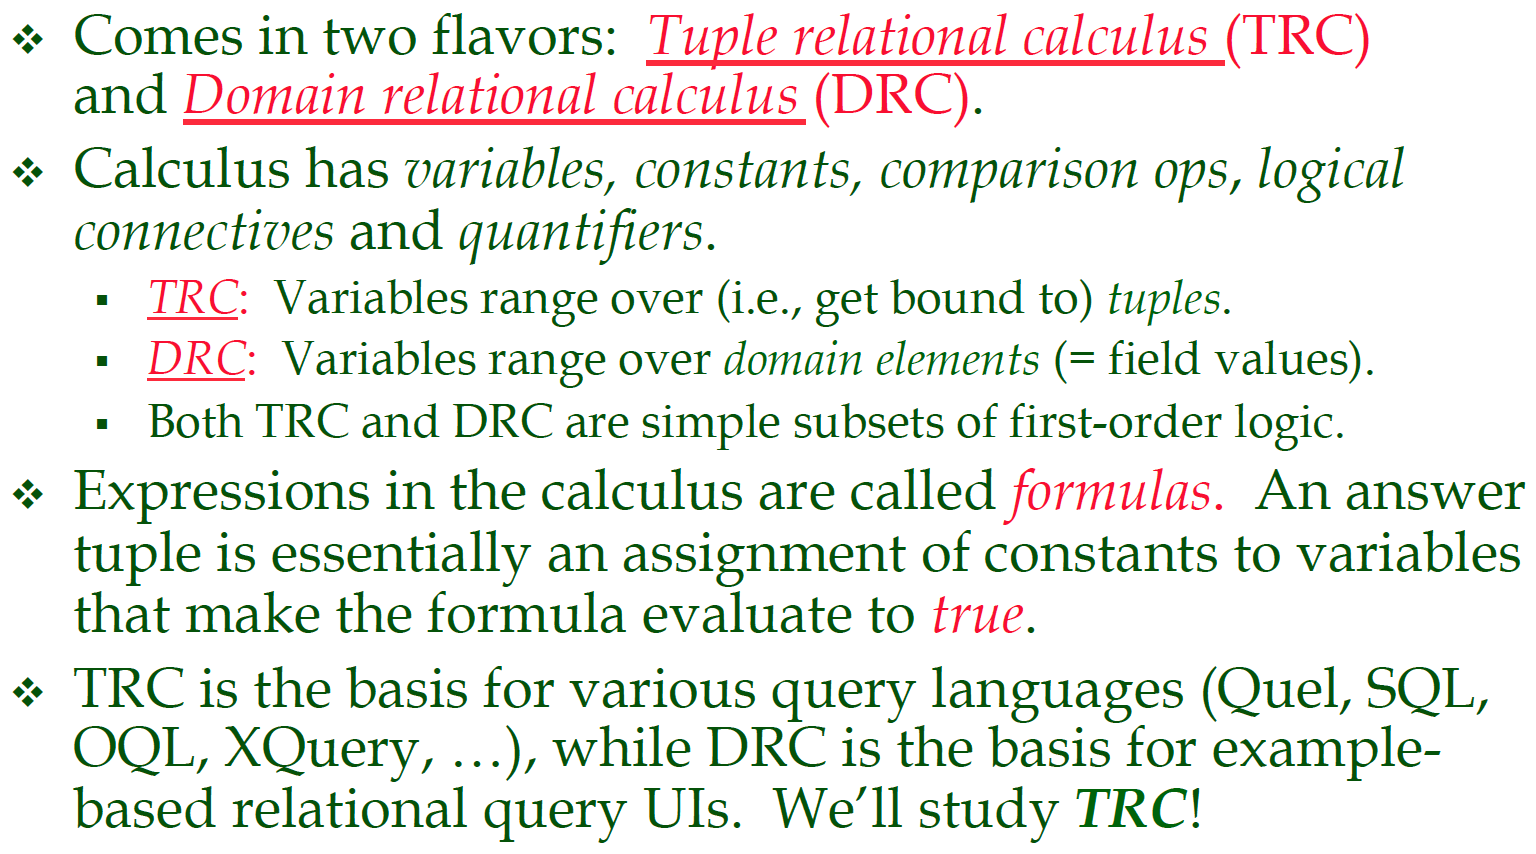 ❖ Comes in two flavors: Tuple relational calculus (TRC)
and Domain relational calculus (DRC).
❖ Calculus has variables, constants, comparison ops, logical
connectives and quantifiers.
▪ TRC: Variables range over (i.e., get bound to) tuples.
▪ DRC: Variables range over domain elements (= field values).
▪ Both TRC and DRC are simple subsets of first-order logic.
❖ Expressions in the calculus are called formulas. An answer
tuple is essentially an assignment of constants to variables
that make the formula evaluate to true.
❖ TRC is the basis for various query languages (Quel, SQL,
OQL, XQuery, …), while DRC is the basis for example-
based relational query UIs. We’ll study TRC!